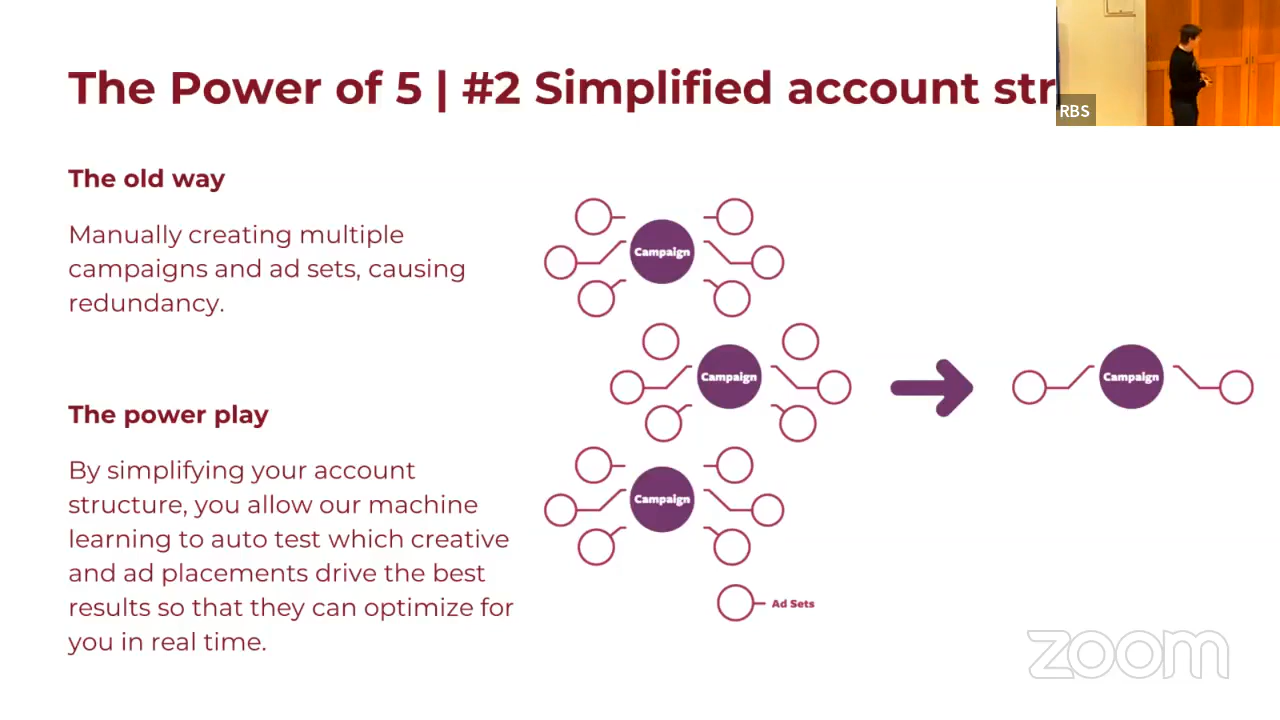 The Power of 5 | #2 Simplified account str
RBS
The old way
Manually creating multiple
campaigns and ad sets, causing
redundancy.
The power play
By simplifying your account
structure, you allow our machine
learning to auto test which creative
and ad placements drive the best
results so that they can optimize for
you in real time.
Campaign
Campaign
Campaign
Campaign
Ad Sets
zoom